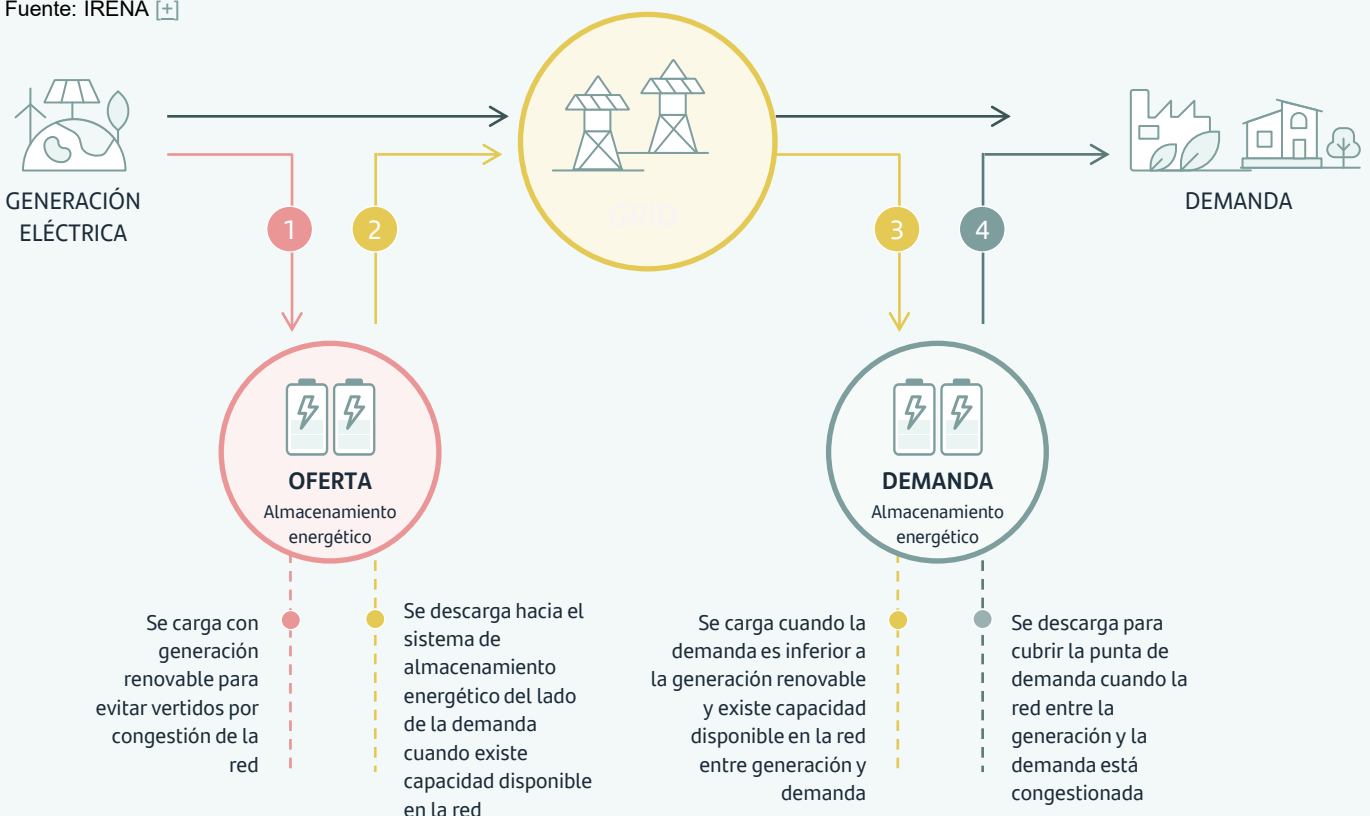 Fuente: IRENA [+]
GENERACIÓN
ELÉCTRICA
GRID
DEMANDA
1
2
3
4
OFERTA
Almacenamiento
energético
DEMANDA
Almacenamiento
energético
Se carga con
generación
renovable para
evitar vertidos por
congestión de la
red
Se descarga hacia el
sistema de
almacenamiento
energético del lado
de la demanda
cuando existe
capacidad disponible
en la red
Se carga cuando la
demanda es inferior a
la generación renovable
y existe capacidad
disponible en la red
entre generación y
demanda
Se descarga para
cubrir la punta de
demanda cuando la
red entre la
generación y la
demanda está
congestionada